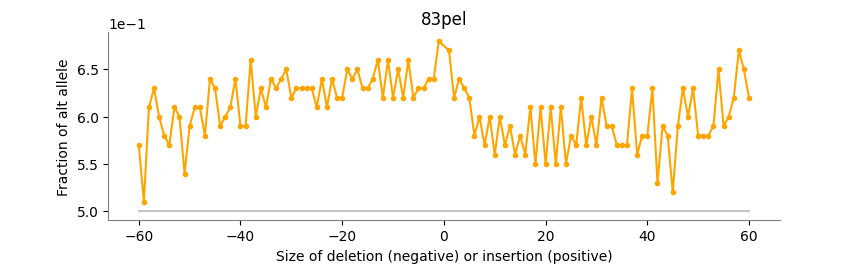 83pel
1e−1
Fraction of alt allele
6.5
6.0
5.5
5.0
−60 −40 −20 0 20 40 60
Size of deletion (negative) or insertion (positive)